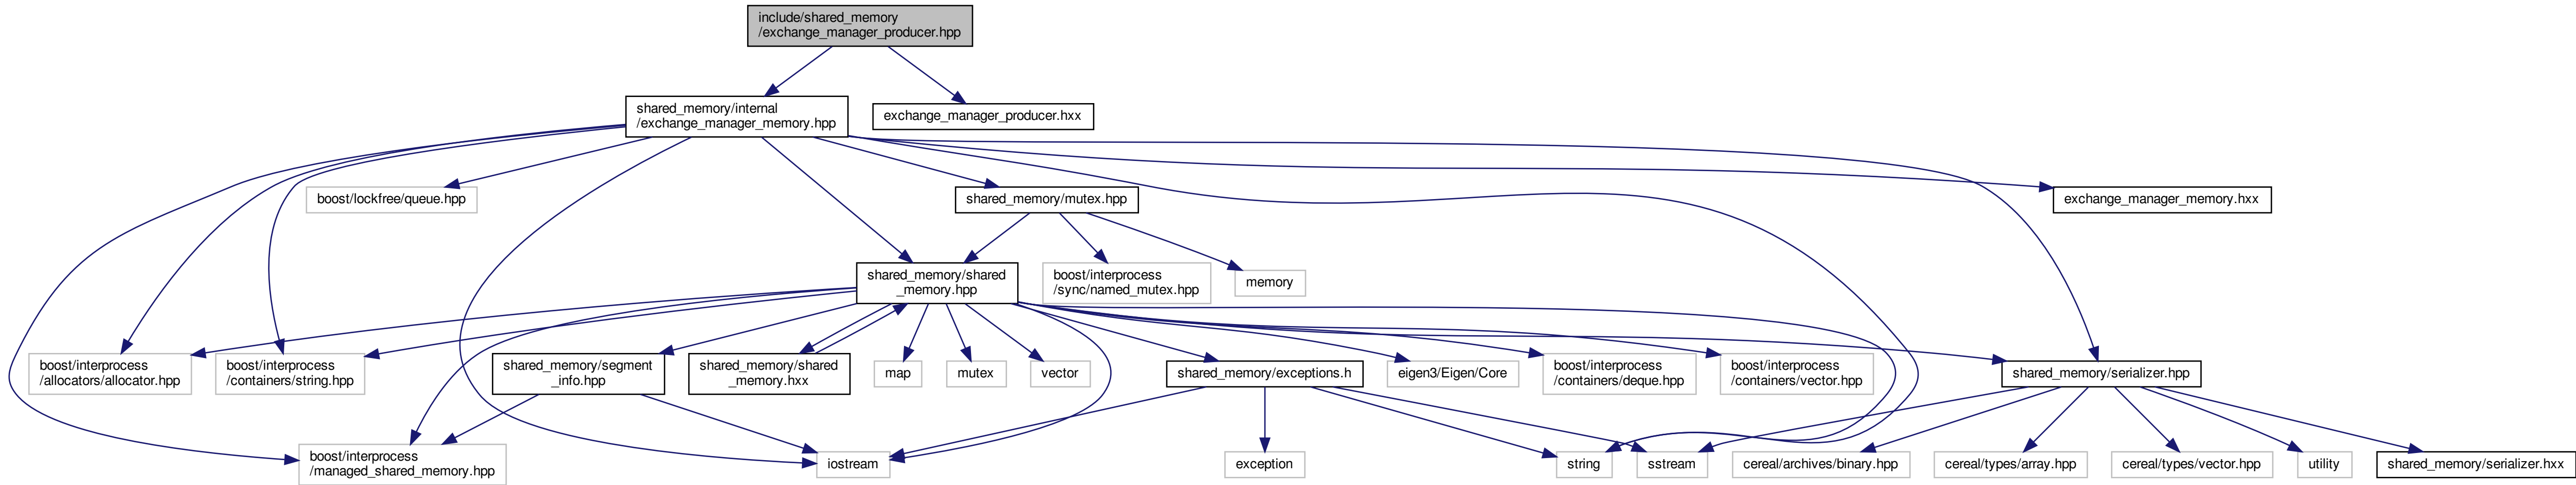 include/shared_memory
/exchange_manager_producer.hpp
shared_memory/internal
/exchange_manager_memory.hpp
exchange_manager_producer.hxx
boost/lockfree/queue.hpp
shared_memory/mutex.hpp
exchange_manager_memory.hxx
shared_memory/shared
_memory.hpp
boost/interprocess
/sync/named_mutex.hpp
memory
boost/interprocess
/allocators/allocator.hpp
boost/interprocess
/containers/string.hpp
shared_memory/segment
_info.hpp
shared_memory/shared
_memory.hxx
map
mutex
vector
shared_memory/exceptions.h
eigen3/Eigen/Core
boost/interprocess
/containers/deque.hpp
boost/interprocess
/containers/vector.hpp
shared_memory/serializer.hpp
boost/interprocess
/managed_shared_memory.hpp
iostream
exception
string
sstream
cereal/archives/binary.hpp
cereal/types/array.hpp
cereal/types/vector.hpp
utility
shared_memory/serializer.hxx